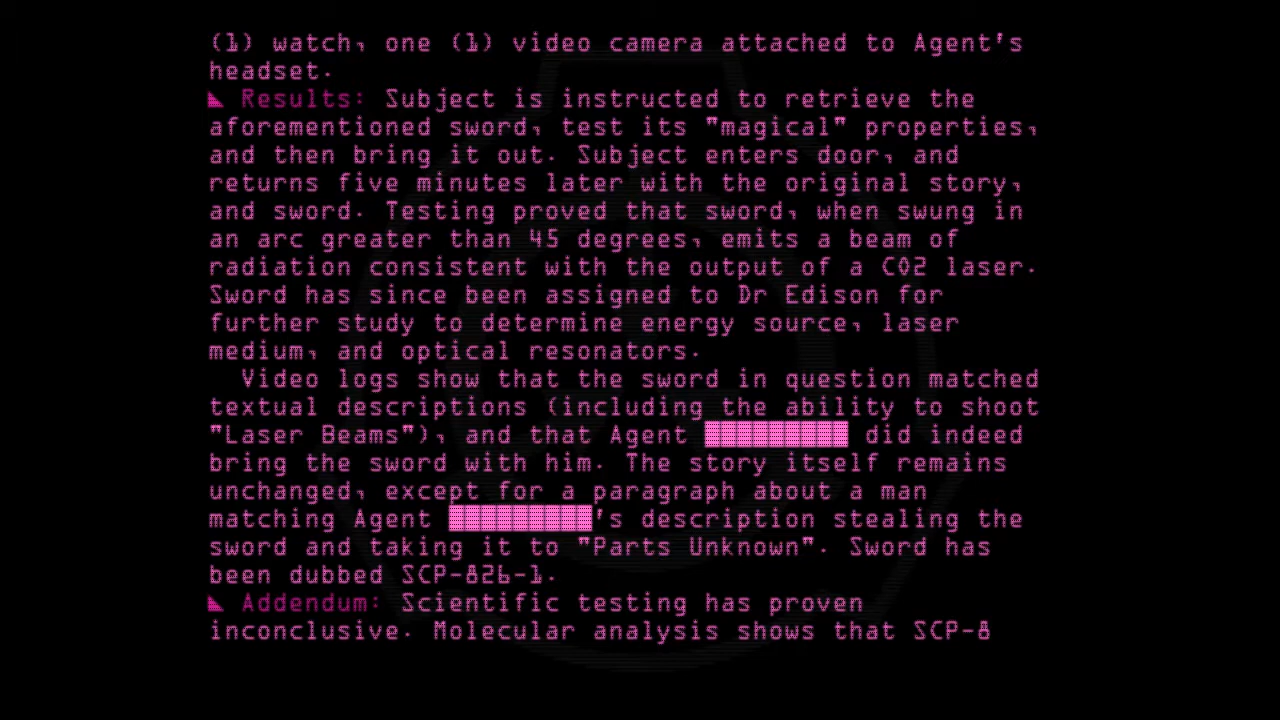 (1) watch, one (1) video camera attached to Agent's
headset.
Results: Subject is instructed to retrieve the
aforementioned sword, test its "magical" properties,
and then bring it out. Subject enters door, and
returns five minutes later with the original story,
and sword. Testing proved that sword, when swung in
an arc greater than 45 degrees, emits a beam of
radiation consistent with the output of a CO2 laser.
Sword has since been assigned to Dr Edison for
further study to determine energy source, laser
medium, and optical resonators.
Video logs show that the sword in question matched
textual descriptions (including the ability to shoot
"Laser Beams"), and that Agent █████████ did indeed
bring the sword with him. The story itself remains
unchanged, except for a paragraph about a man
matching Agent █████████'s description stealing the
sword and taking it to "Parts Unknown". Sword has
been dubbed SCP-826-1.
Addendum: Scientific testing has proven
inconclusive. Molecular analysis shows that SCP-8